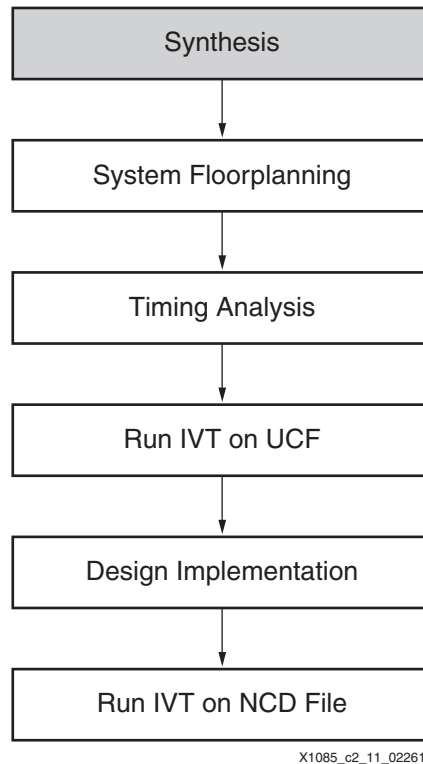 Synthesis
System Floorplanning
Timing Analysis
Run IVT on UCF
Design Implementation
Run IVT on NCD File
X1085_c2_11_02261